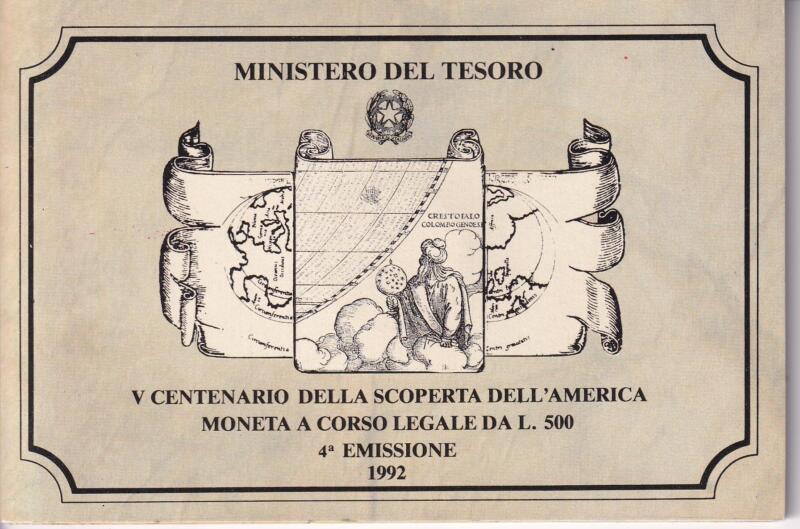 MINISTERO DEL TESORO
CRESTOFALO
COLOMBO GENOESE
Circumferentia
V CENTENARIO DELLA SCOPERTA DELL'AMERICA
MONETA A CORSO LEGALE DA L. 500
4ª EMISSIONE
1992